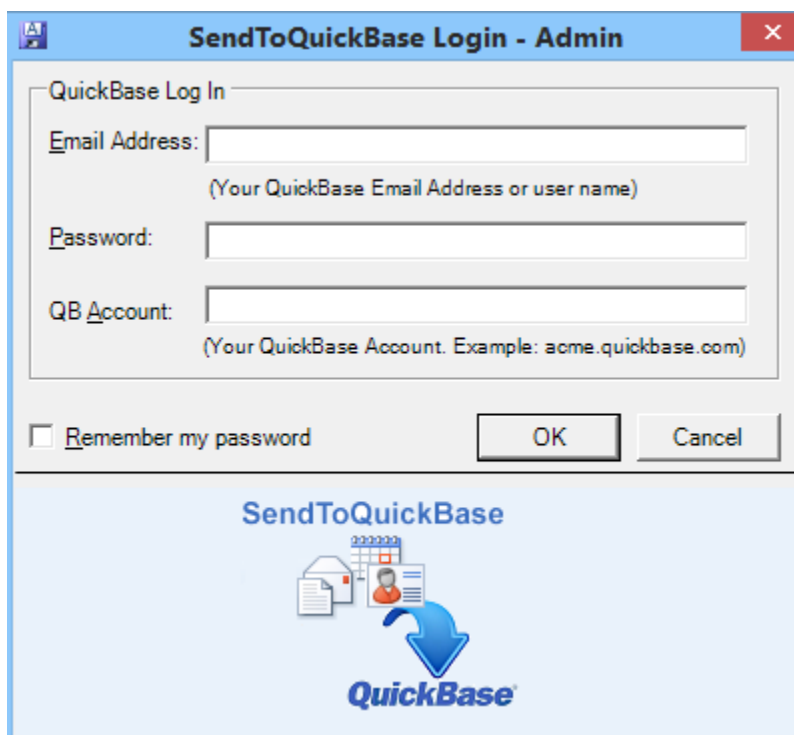 SendToQuickBase Login - Admin
QuickBase Log In
Email Address:
(Your QuickBase Email Address or user name)
Password:
QB Account:
(Your QuickBase Account. Example: acme.quickbase.com)
Remember my password
OK
Cancel
SendToQuickBase
QuickBase